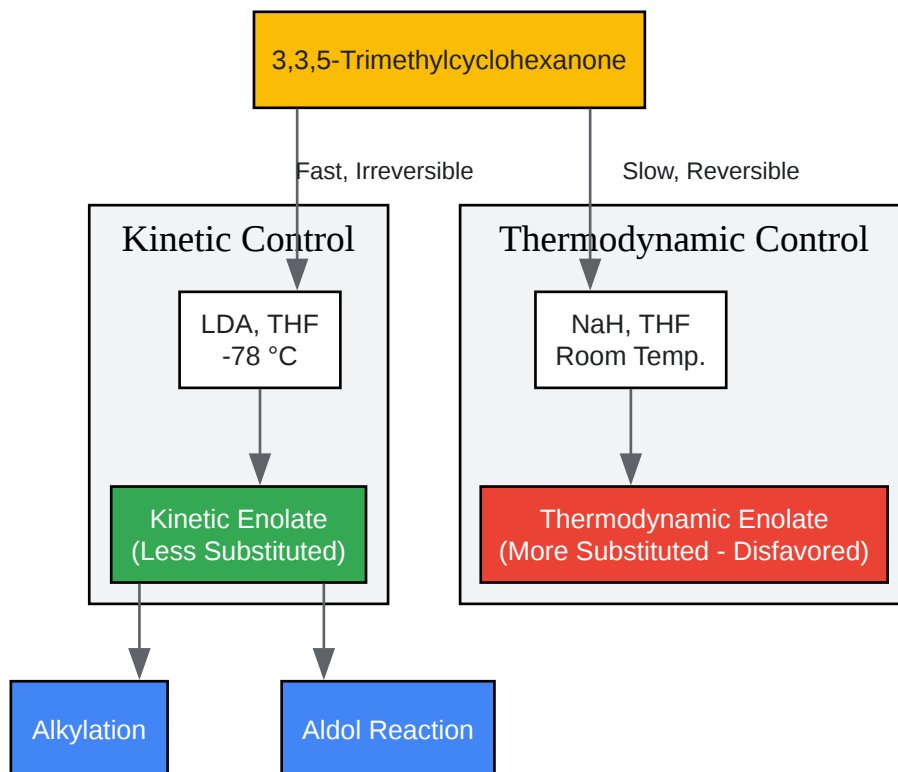 3,3,5-Trimethylcyclohexanone
Fast, Irreversible
Slow, Reversible
Kinetic Control
Thermodynamic Control
LDA, THF
-78 °C
NaH, THF
Room Temp.
Kinetic Enolate
(Less Substituted)
Thermodynamic Enolate
(More Substituted - Disfavored)
Alkylation
Aldol Reaction